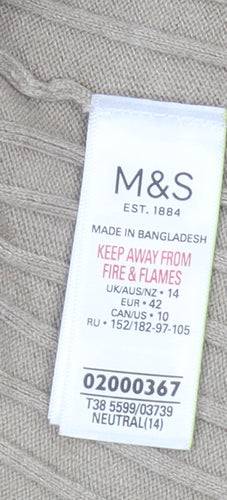 M&S
EST. 1884
MADE IN BANGLADESH
KEEP AWAY FROM
FIRE & FLAMES
UK/AUS/NZ • 14
EUR • 42
CAN/US • 10
RU • 152/182-97-105
02000367
T38 5599/03739
NEUTRAL(14)